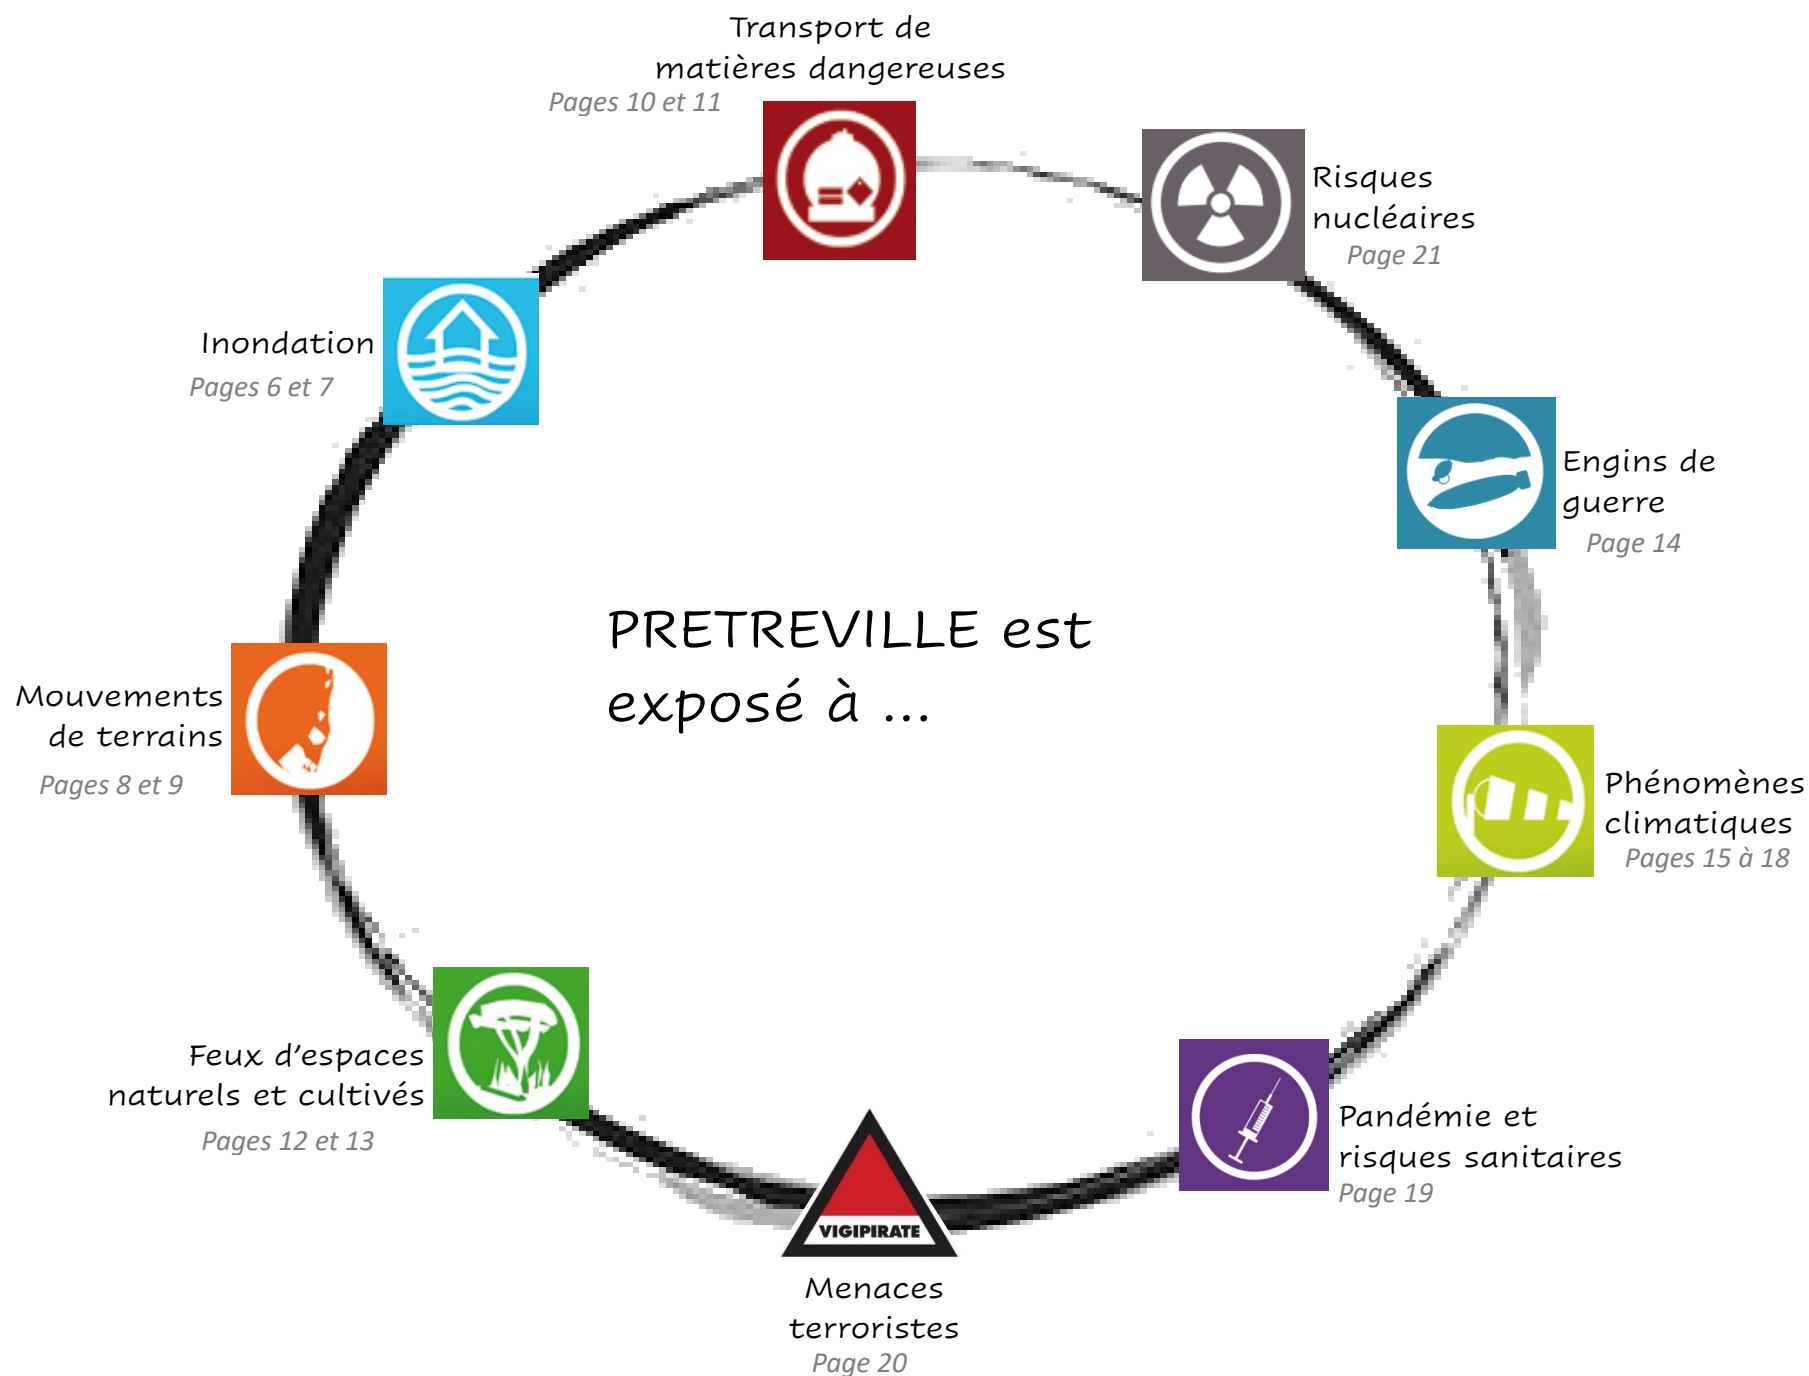 Transport de
matières dangereuses
Pages 10 et 11
Risques
nucléaires
Page 21
Inondation
Pages 6 et 7
Engins de
guerre
Page 14
PRETREVILLE est
exposé à ...
Mouvements
de terrains
Pages 8 et 9
Phénomènes
climatiques
Pages 15 à 18
Feux d'espaces
naturels et cultivés
Pages 12 et 13
Pandémie et
risques sanitaires
Page 19
VIGIPIRATE
Menaces
terroristes
Page 20